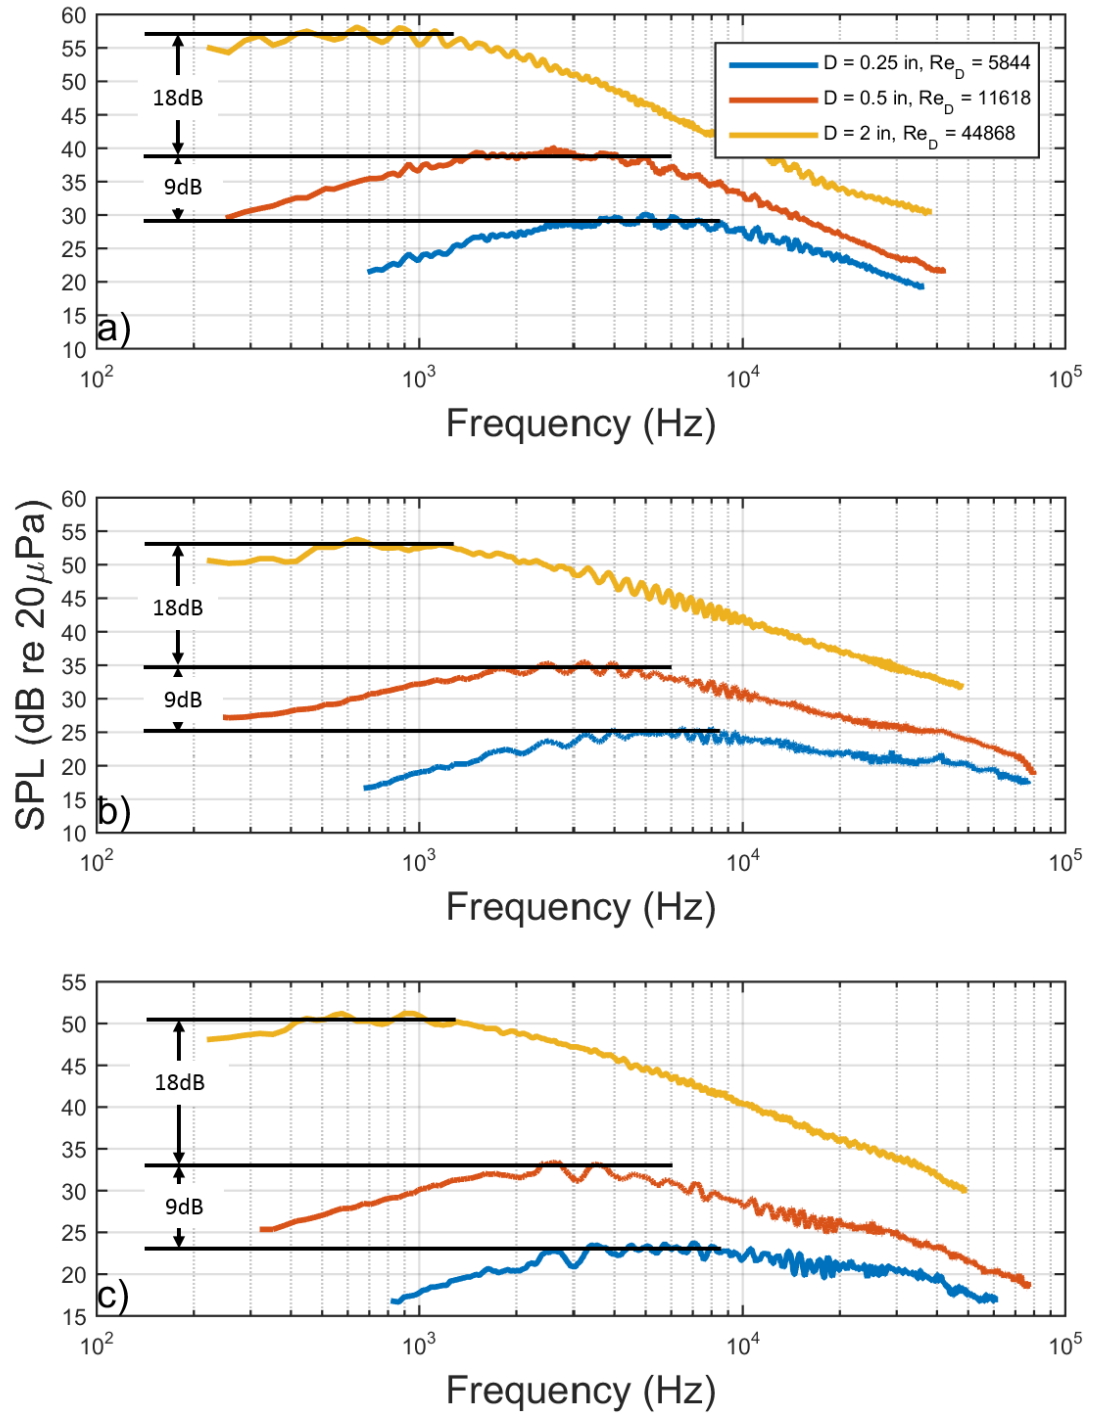 60
55
50
45
40
35
30
25
20
15
10
18dB
9dB
D = 0.25 in, Re_D = 5844
D = 0.5 in, Re_D = 11618
D = 2 in, Re_D = 44868
a)
10^2 10^3 10^4 10^5
Frequency (Hz)
SPL (dB re 20μPa)
60
55
50
45
40
35
30
25
20
15
10
18dB
9dB
b)
10^2 10^3 10^4 10^5
Frequency (Hz)
55
50
45
40
35
30
25
20
15
18dB
9dB
c)
10^2 10^3 10^4 10^5
Frequency (Hz)